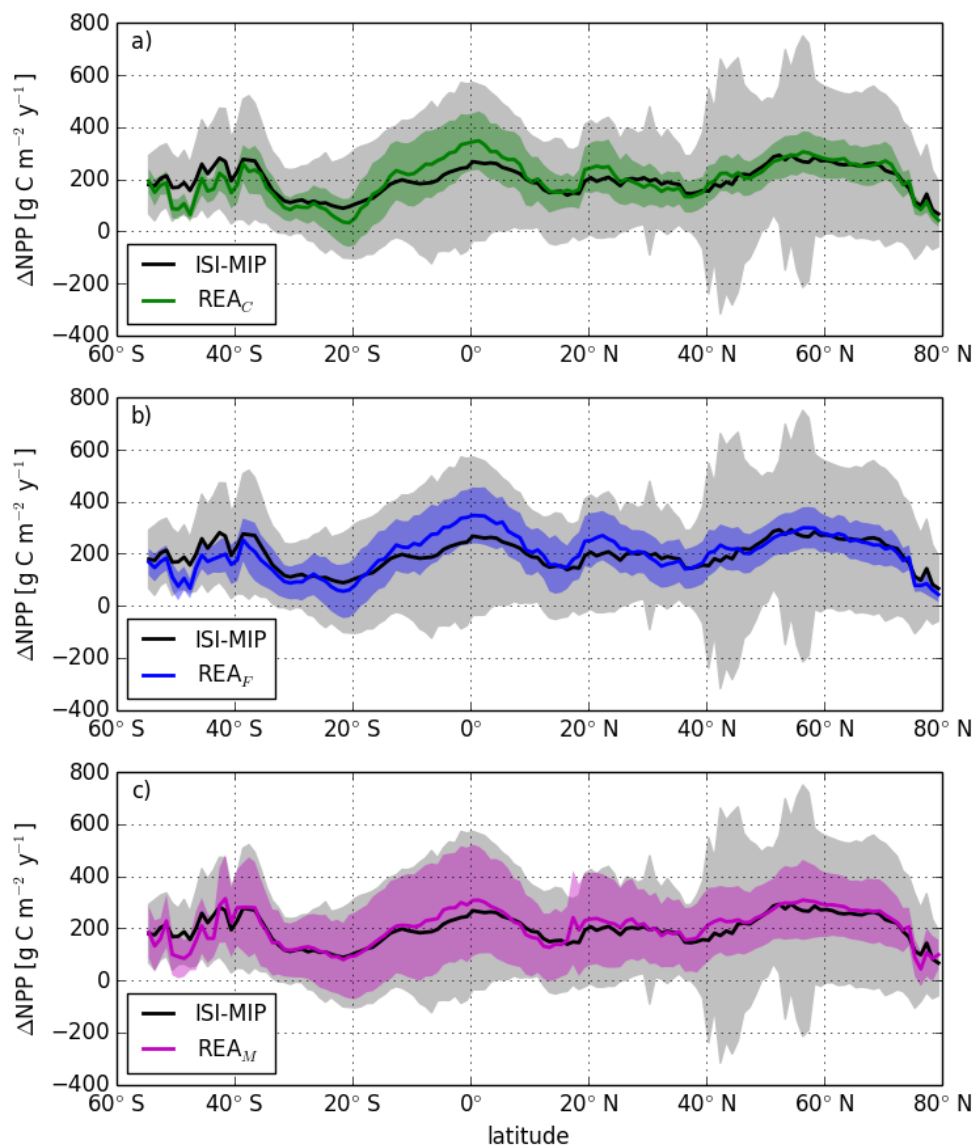 a)
800
600
400
200
0
−200
−400
ΔNPP [g C m⁻² y⁻¹]
ISI-MIP
REA_C
60° S 40° S 20° S 0° 20° N 40° N 60° N 80° N
b)
800
600
400
200
0
−200
−400
ΔNPP [g C m⁻² y⁻¹]
ISI-MIP
REA_F
60° S 40° S 20° S 0° 20° N 40° N 60° N 80° N
c)
800
600
400
200
0
−200
−400
ΔNPP [g C m⁻² y⁻¹]
ISI-MIP
REA_M
60° S 40° S 20° S 0° 20° N 40° N 60° N 80° N
latitude